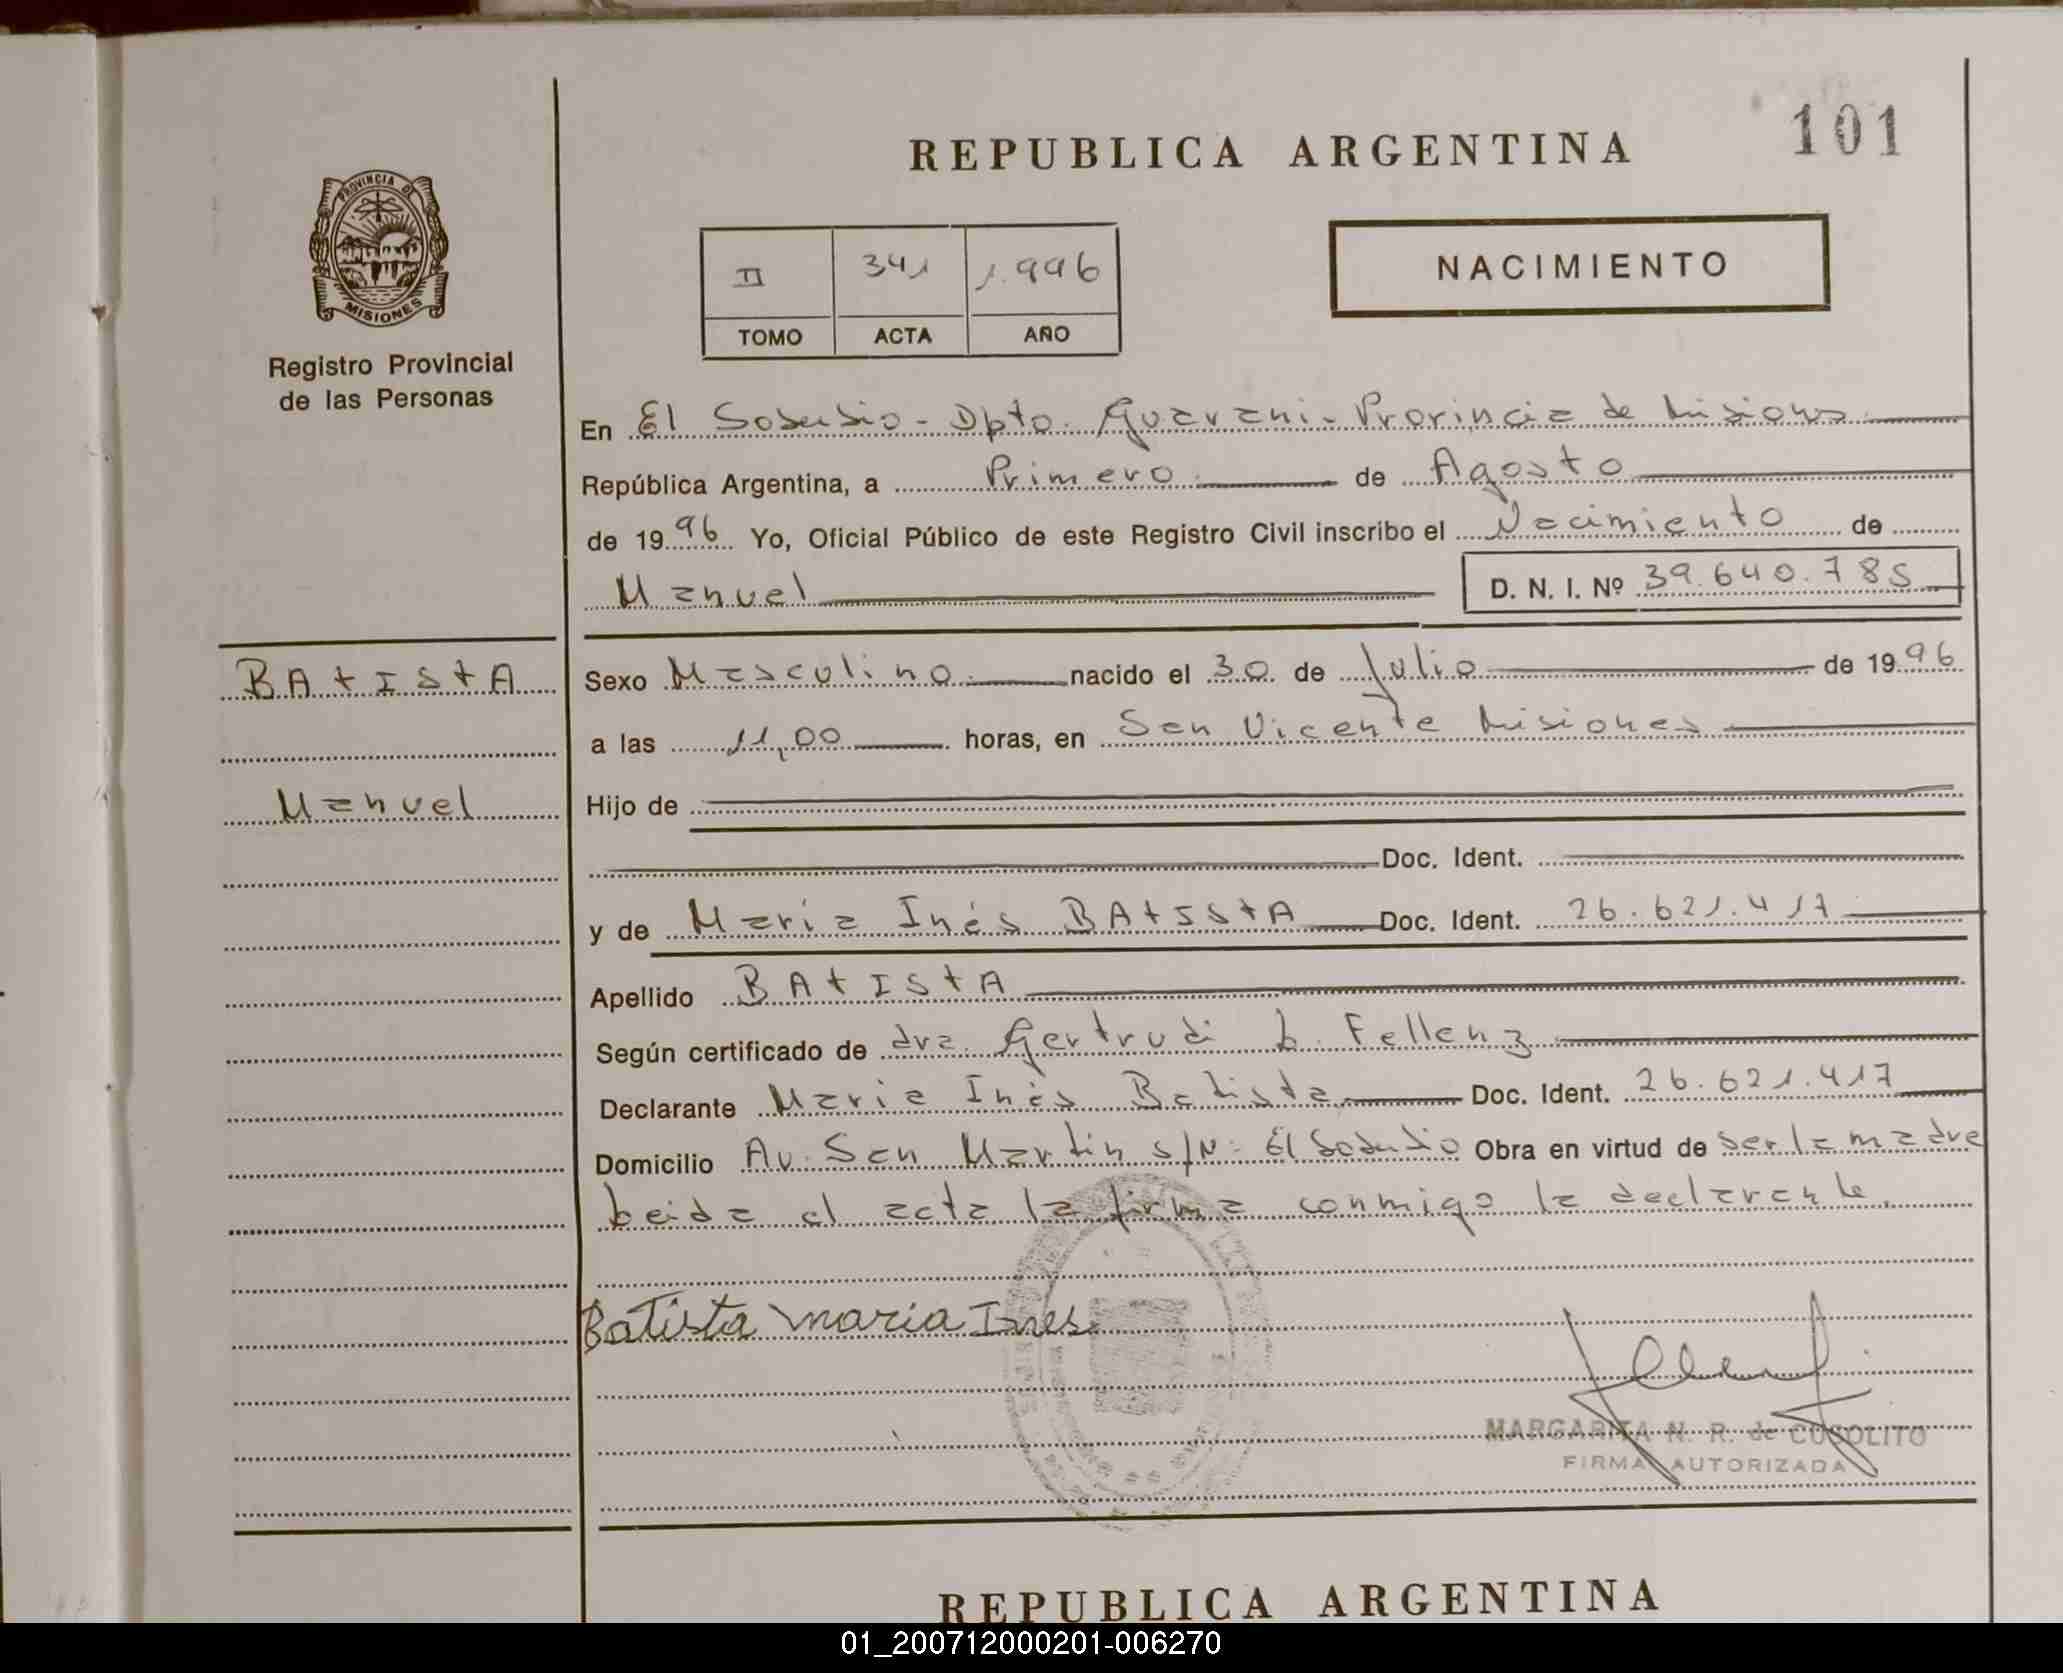 REPUBLICA ARGENTINA
101
PROVINCIA DE
MISIONES
Registro Provincial
de las Personas
II
341
1.996
TOMO
ACTA
AÑO
NACIMIENTO
En El Soberbio - Dpto. Guarani - Provincia de Misiones
República Argentina, a Primero de Agosto
de 1996 Yo, Oficial Público de este Registro Civil inscribo el Nacimiento de
Manuel D. N. I. Nº 39.640.785
BAtIStA
Manuel
Sexo Masculino nacido el 30 de Julio de 1996
a las 11,00 horas, en San Vicente Misiones
Hijo de
Doc. Ident.
y de Maria Inés BAtIStA Doc. Ident. 26.621.417
Apellido BAtIStA
Según certificado de dra. Gertrudi L. Fellenz
Declarante Maria Inés Batista Doc. Ident. 26.621.417
Domicilio Av. San Martin s/N: El Soberbio Obra en virtud de ser la madre
Leida el acta la firma conmigo la declarante.
Batista maria Ines
MARGARITA N. R. de CUSOLITO
FIRMA AUTORIZADA
REPUBLICA ARGENTINA
01_200712000201-006270